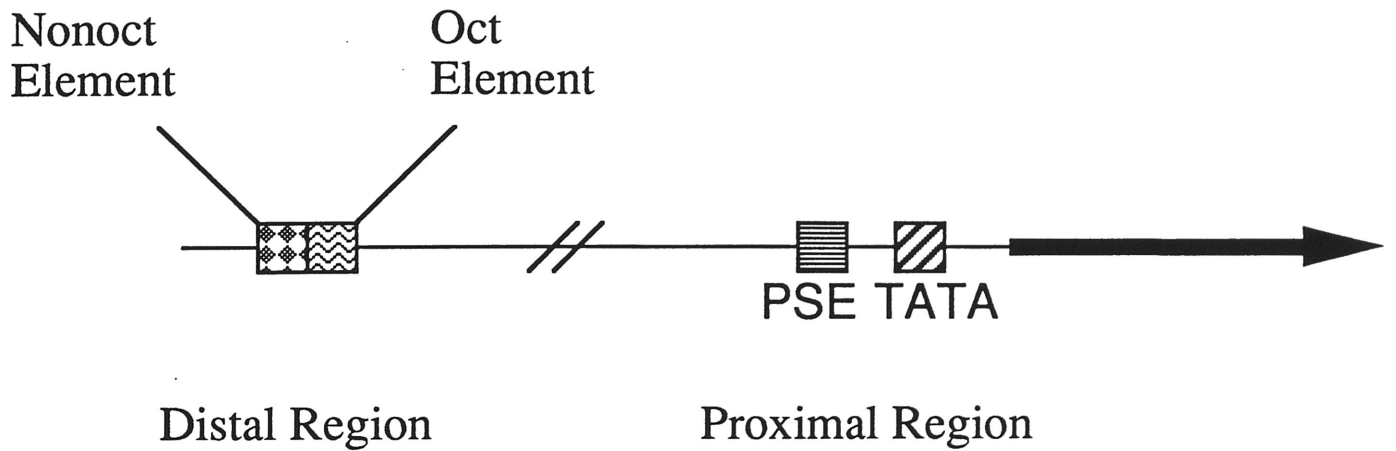 Nonoct
Element
Oct
Element
PSE TATA
Distal Region
Proximal Region